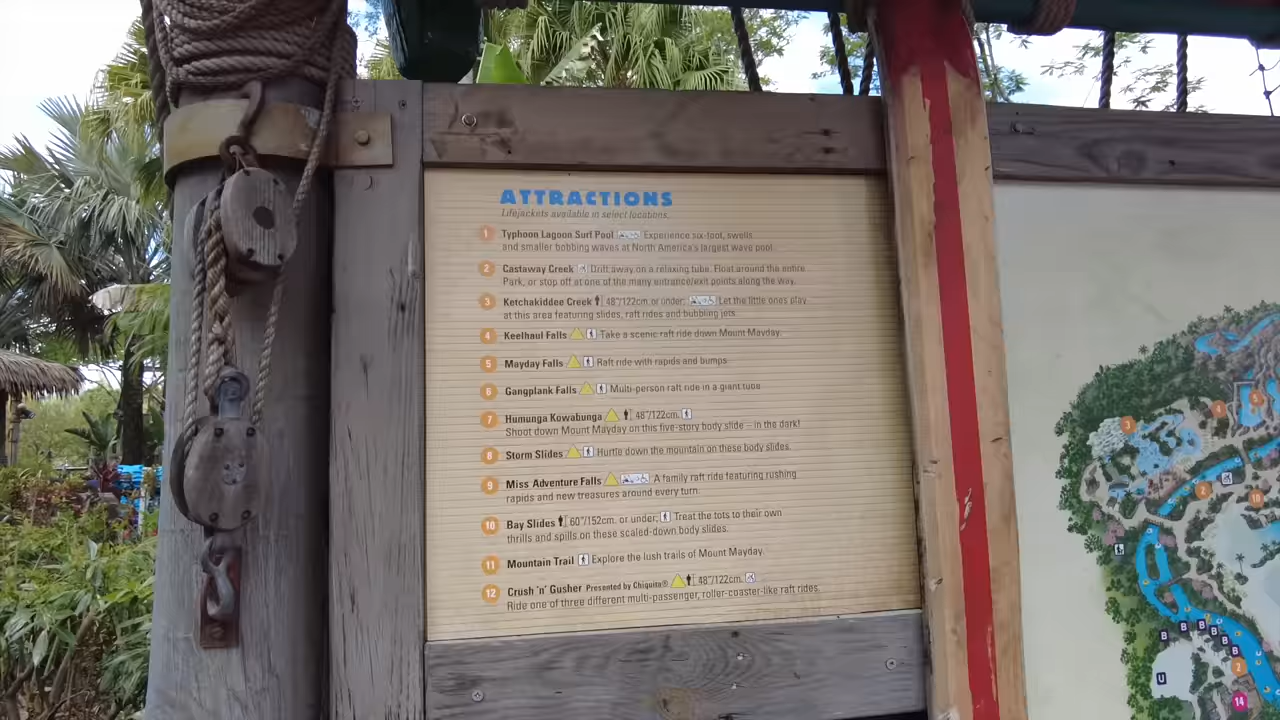 ATTRACTIONS
Lifejackets available in select locations.
1 Typhoon Lagoon Surf Pool Experience six-foot, swells
and smaller bobbing waves at North America's largest wave pool.
2 Castaway Creek Drift away on a relaxing tube. Float around the entire
Park, or stop off at one of the many entrance/exit points along the way.
3 Ketchakiddee Creek 48"/122cm. or under; Let the little ones play
at this area featuring slides, raft rides and bubbling jets.
4 Keelhaul Falls Take a scenic raft ride down Mount Mayday.
5 Mayday Falls Raft ride with rapids and bumps.
6 Gangplank Falls Multi-person raft ride in a giant tube
7 Humunga Kowabunga 48"/122cm.
Shoot down Mount Mayday on this five-story body slide – in the dark!
8 Storm Slides Hurtle down the mountain on these body slides.
9 Miss Adventure Falls A family raft ride featuring rushing
rapids and new treasures around every turn.
10 Bay Slides 60"/152cm. or under; Treat the tots to their own
thrills and spills on these scaled-down body slides.
11 Mountain Trail Explore the lush trails of Mount Mayday
12 Crush 'n' Gusher Presented by Chiquita® 48"/122cm.
Ride one of three different multi-passenger, roller-coaster-like raft rides.
4 5
3
2 10
B B B B
B
B
2
U
14